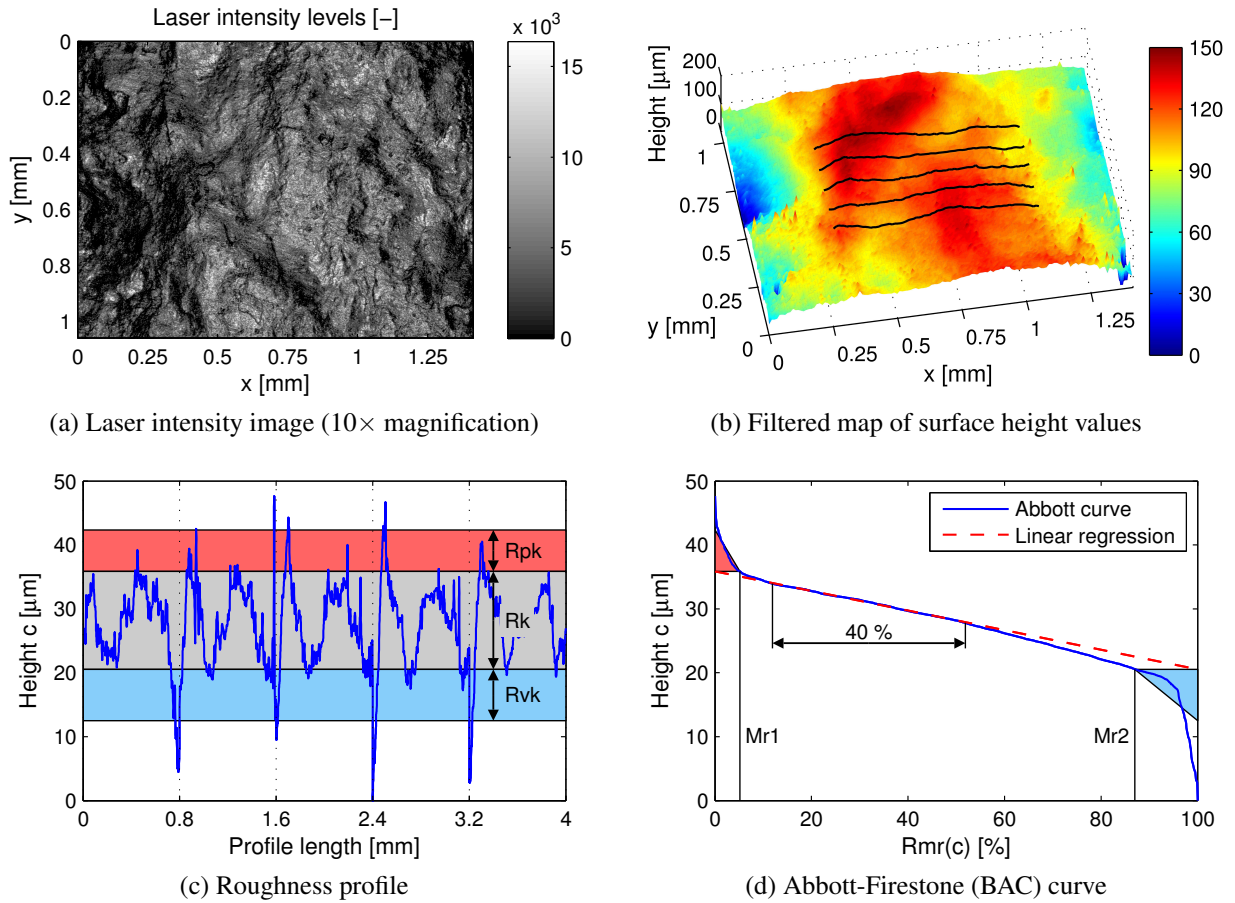 Laser intensity levels [−]
x 10³
0
0.2
0.4
0.6
0.8
1
y [mm]
0 0.25 0.5 0.75 1 1.25
x [mm]
15
10
5
0
(a) Laser intensity image (10× magnification)
Height [µm]
200
100
0
1
0.75
0.5
0.25
0
y [mm]
0 0.25 0.5 0.75 1 1.25
x [mm]
150
120
90
60
30
0
(b) Filtered map of surface height values
Height c [µm]
50
40
30
20
10
0
Rpk
Rk
Rvk
0 0.8 1.6 2.4 3.2 4
Profile length [mm]
(c) Roughness profile
Height c [µm]
50
40
30
20
10
0
Abbott curve
Linear regression
40 %
Mr1
Mr2
0 20 40 60 80 100
Rmr(c) [%]
(d) Abbott-Firestone (BAC) curve